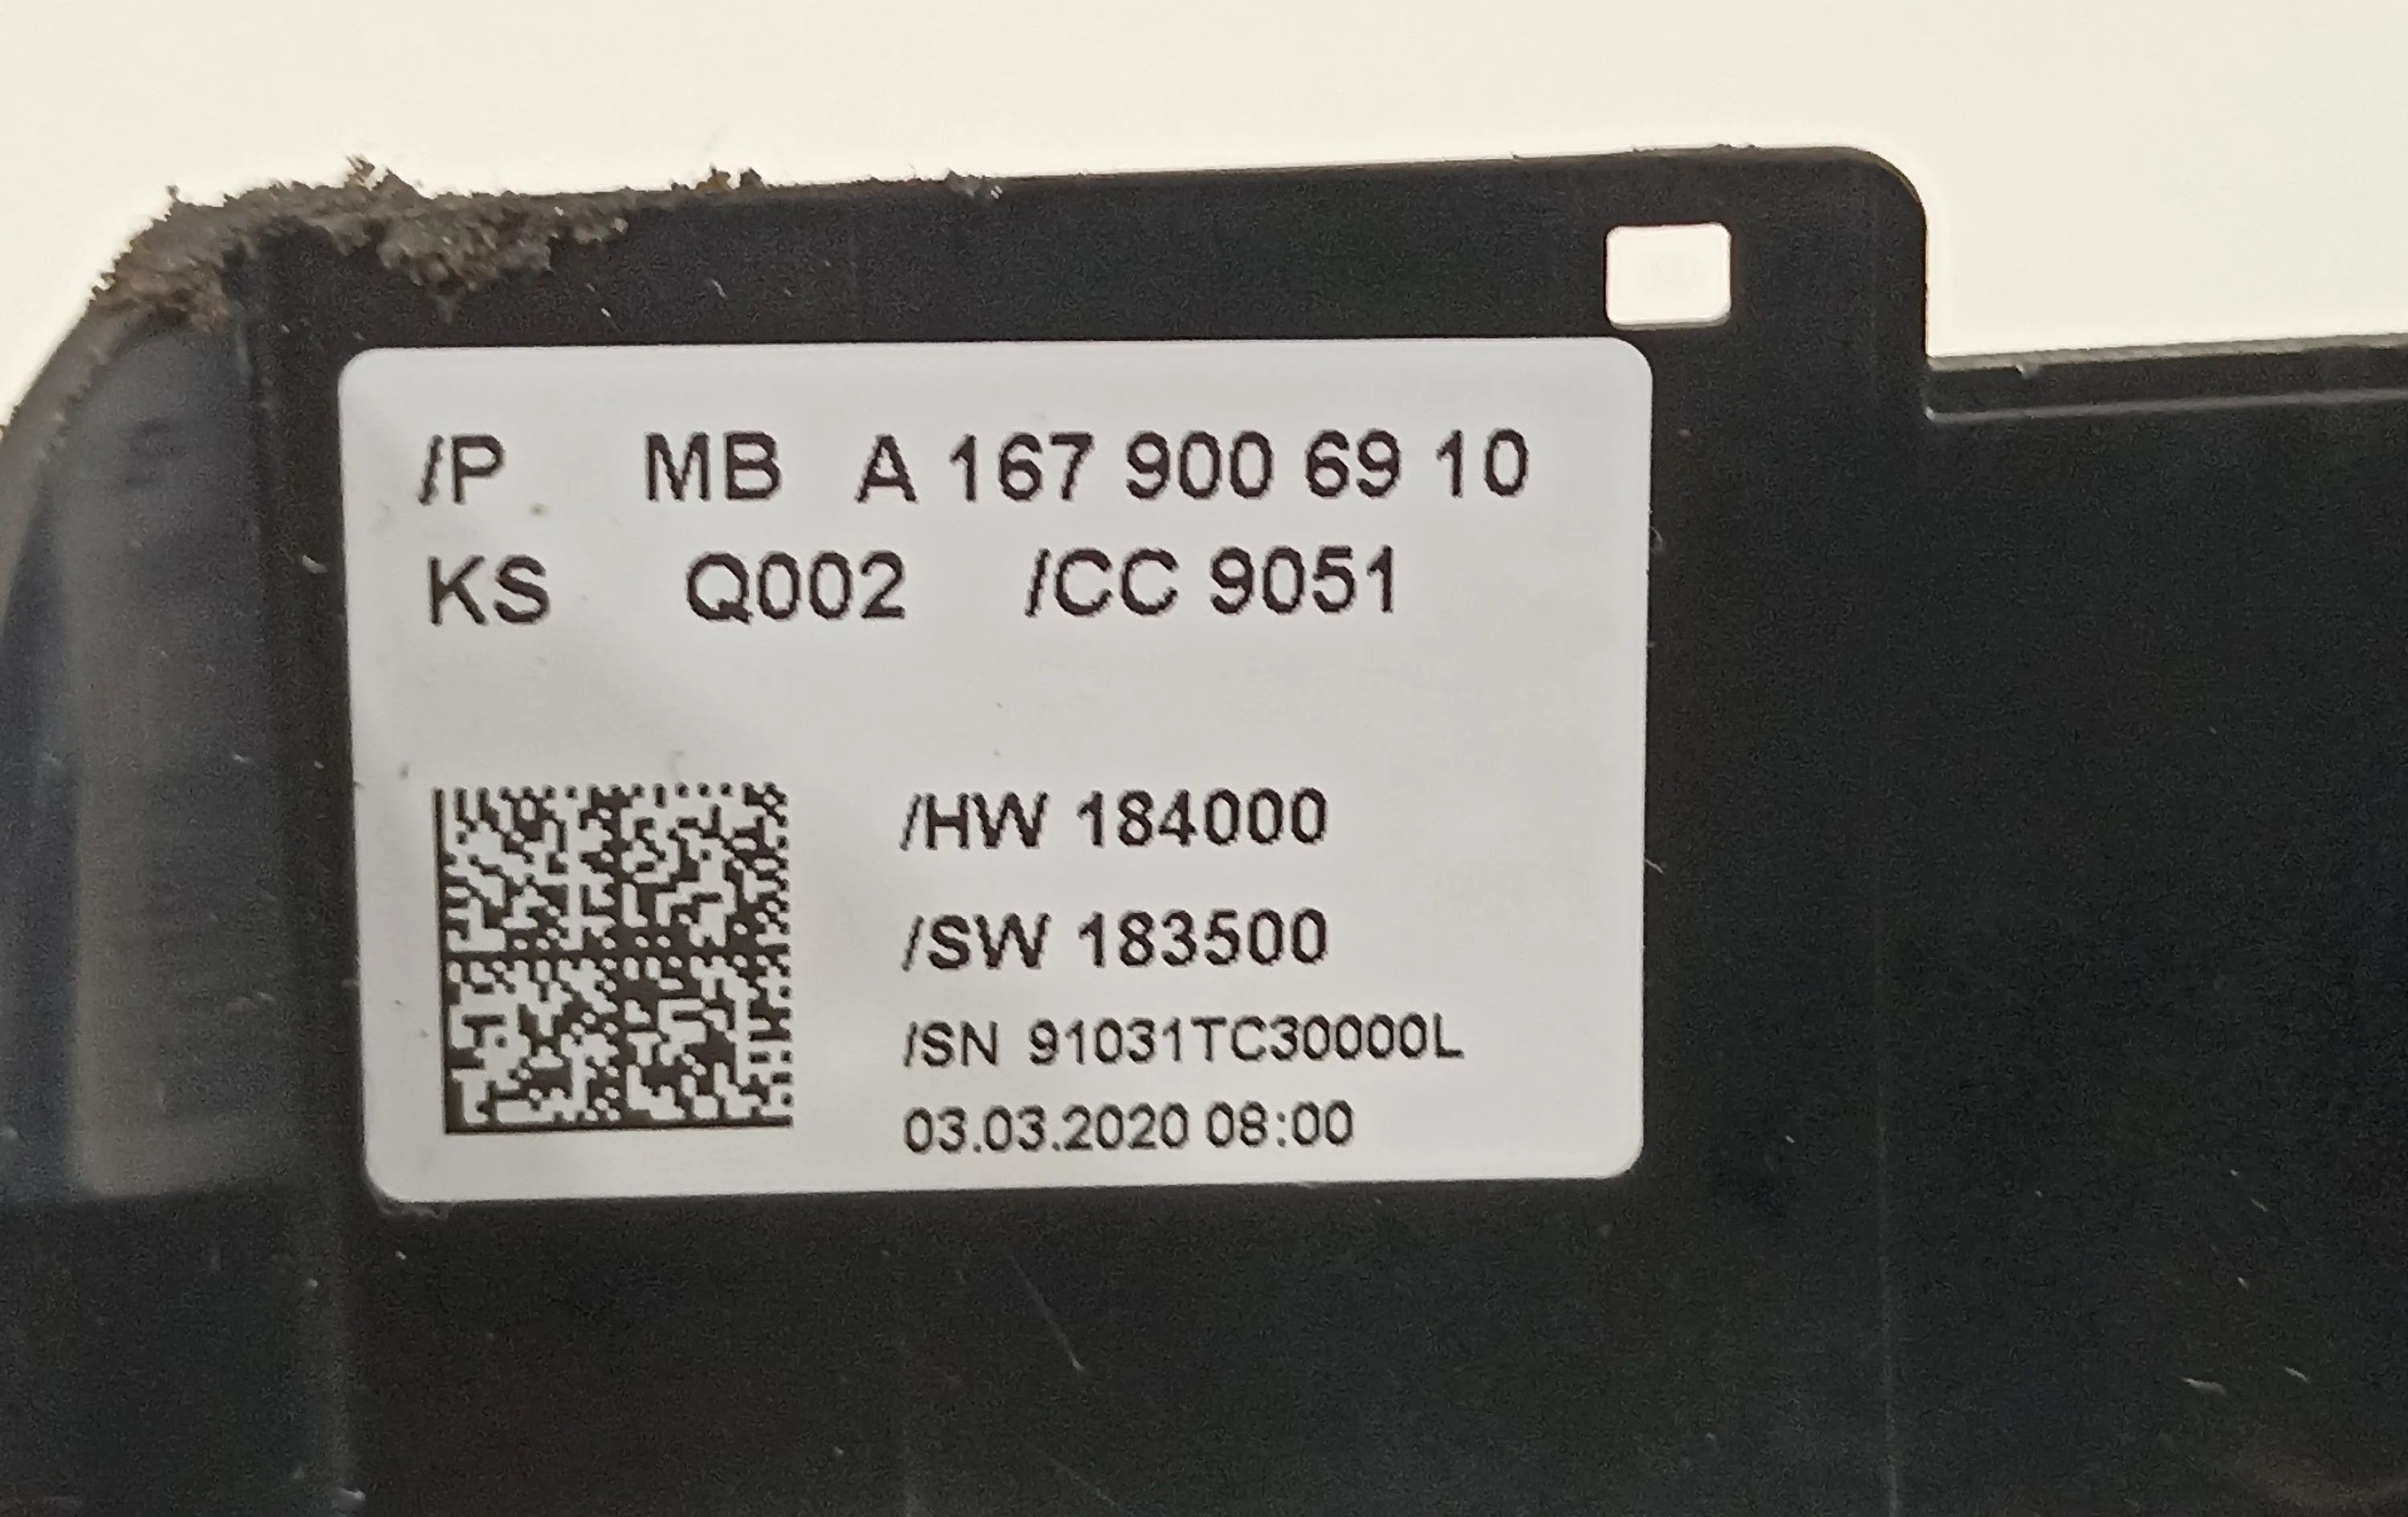 /P MB A 167 900 69 10
KS Q002 /CC 9051
/HW 184000
/SW 183500
/SN 91031TC30000L
03.03.2020 08:00